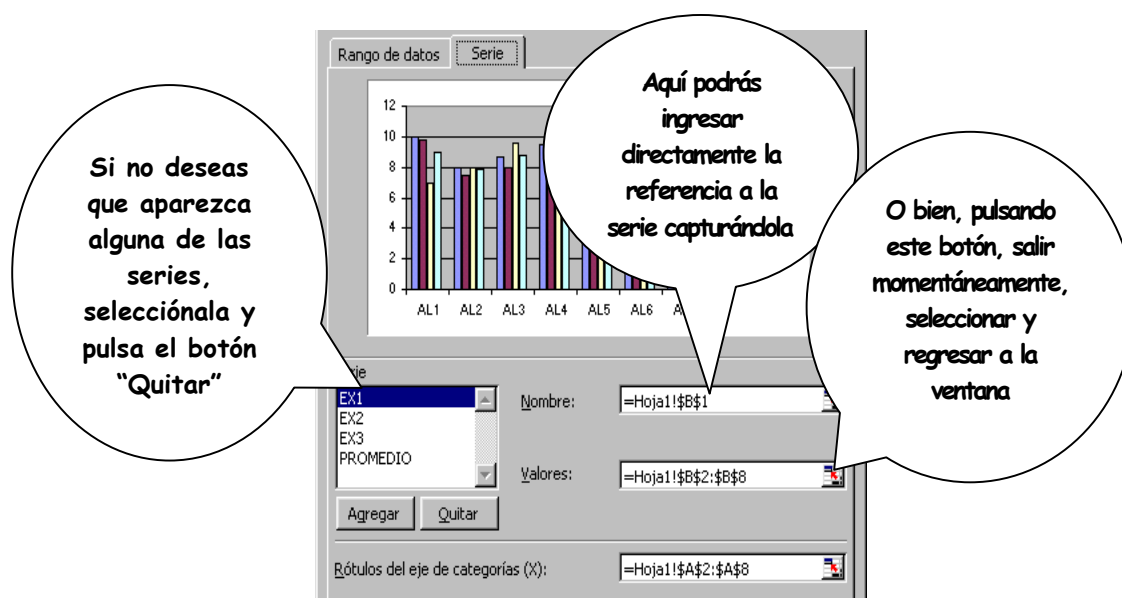 Rango de datos
Serie
Si no deseas
que aparezca
alguna de las
series,
selecciónala y
pulsa el botón
“Quitar”
Aquí podrás
ingresar
directamente la
referencia a la
serie capturándola
O bien, pulsando
este botón, salir
momentáneamente,
seleccionar y
regresar a la
ventana
12
10
8
6
4
2
0
AL1 AL2 AL3 AL4 AL5 AL6
EX1
EX2
EX3
PROMEDIO
Nombre: =Hoja1!$B$1
Valores: =Hoja1!$B$2:$B$8
Agregar Quitar
Rótulos del eje de categorías (X): =Hoja1!$A$2:$A$8